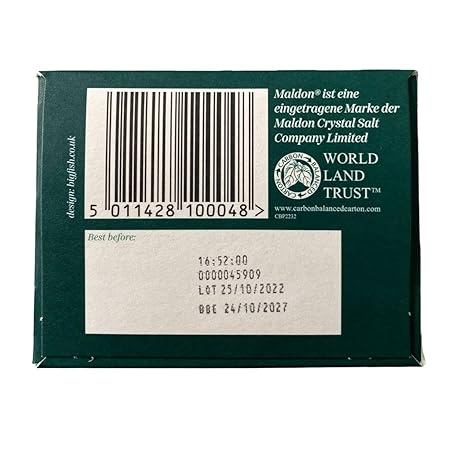 Maldon® ist eine
eingetragene Marke der
Maldon Crystal Salt
Company Limited
CARBON BALANCED CARTON
WORLD
LAND
TRUST™
www.carbonbalancedcarton.com
CBP2232
design: bigfish.co.uk
5 011428 100048 >
Best before:
16:52:00
0000045909
LOT 25/10/2022
BBE 24/10/2027